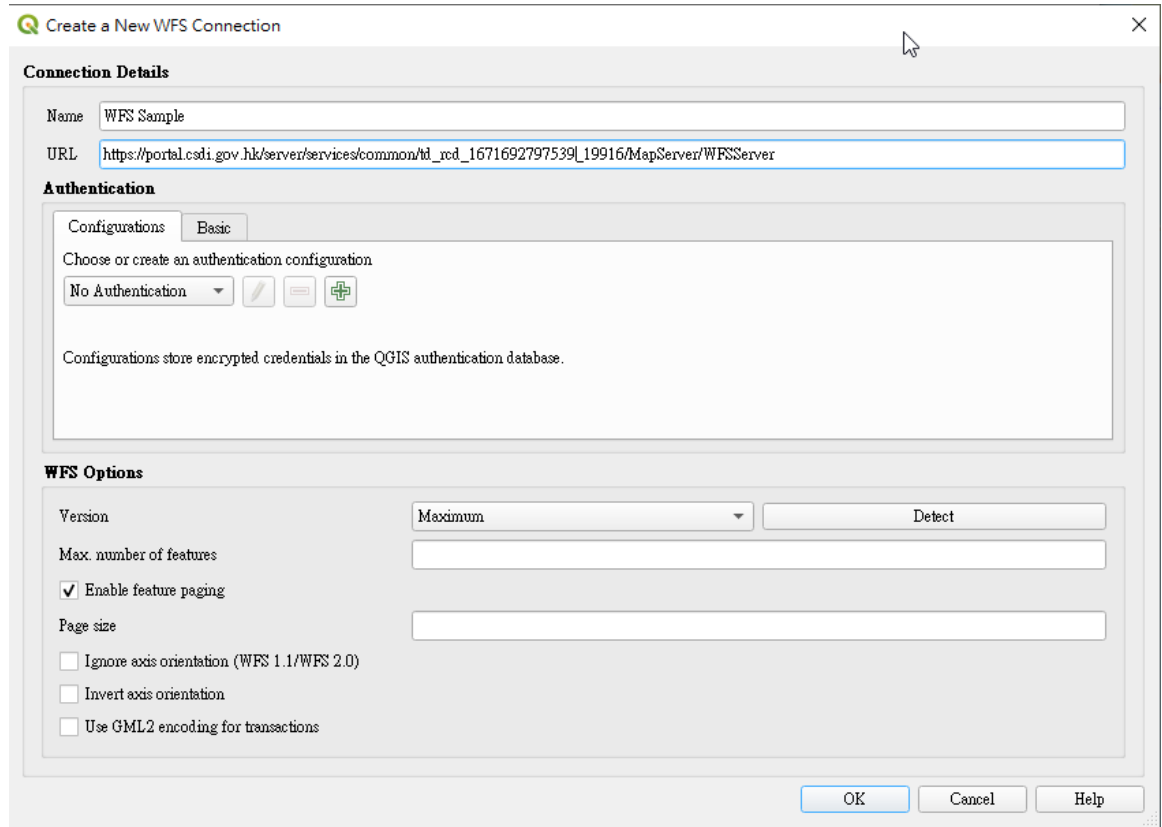 Create a New WFS Connection
Connection Details
Name WFS Sample
URL https://portal.csdi.gov.hk/server/services/common/td_rcd_1671692797539_19916/MapServer/WFSServer
Authentication
Configurations Basic
Choose or create an authentication configuration
No Authentication
Configurations store encrypted credentials in the QGIS authentication database.
WFS Options
Version Maximum Detect
Max. number of features
Enable feature paging
Page size
Ignore axis orientation (WFS 1.1/WFS 2.0)
Invert axis orientation
Use GML2 encoding for transactions
OK Cancel Help